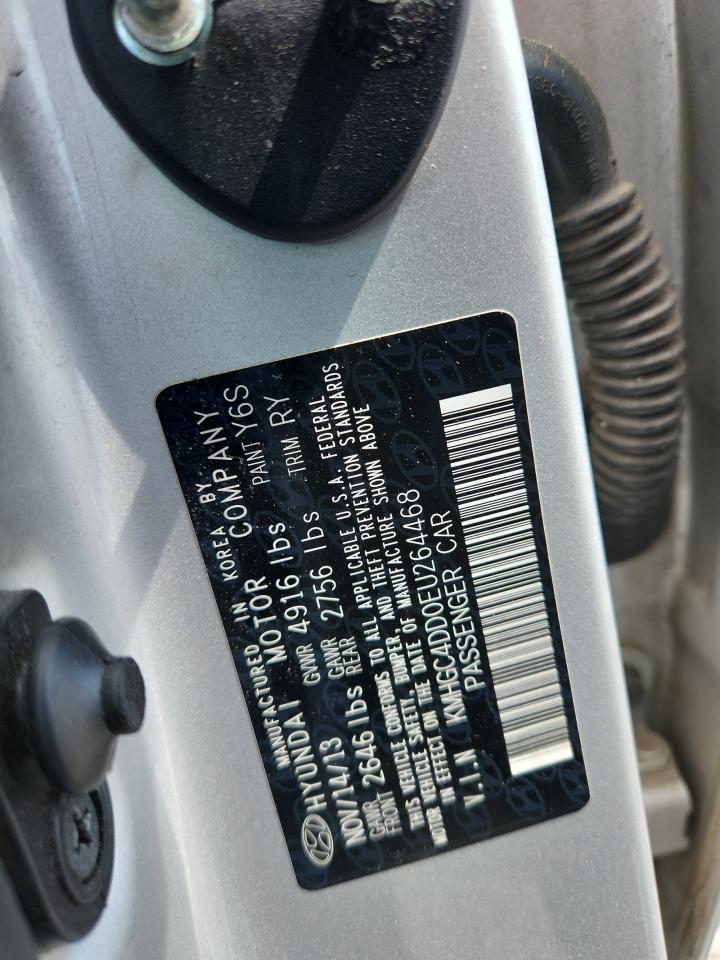 MANUFACTURED IN KOREA BY
HYUNDAI MOTOR COMPANY
NOV/14/13 GVWR 4916 lbs PAINT Y6S
GAWR FRONT 2646 lbs GAWR REAR 2756 lbs TRIM RY
THIS VEHICLE CONFORMS TO ALL APPLICABLE U.S.A. FEDERAL
MOTOR VEHICLE SAFETY, BUMPER, AND THEFT PREVENTION STANDARDS
IN EFFECT ON THE DATE OF MANUFACTURE SHOWN ABOVE
V.I.N KMHGC4DD0EU264468
PASSENGER CAR